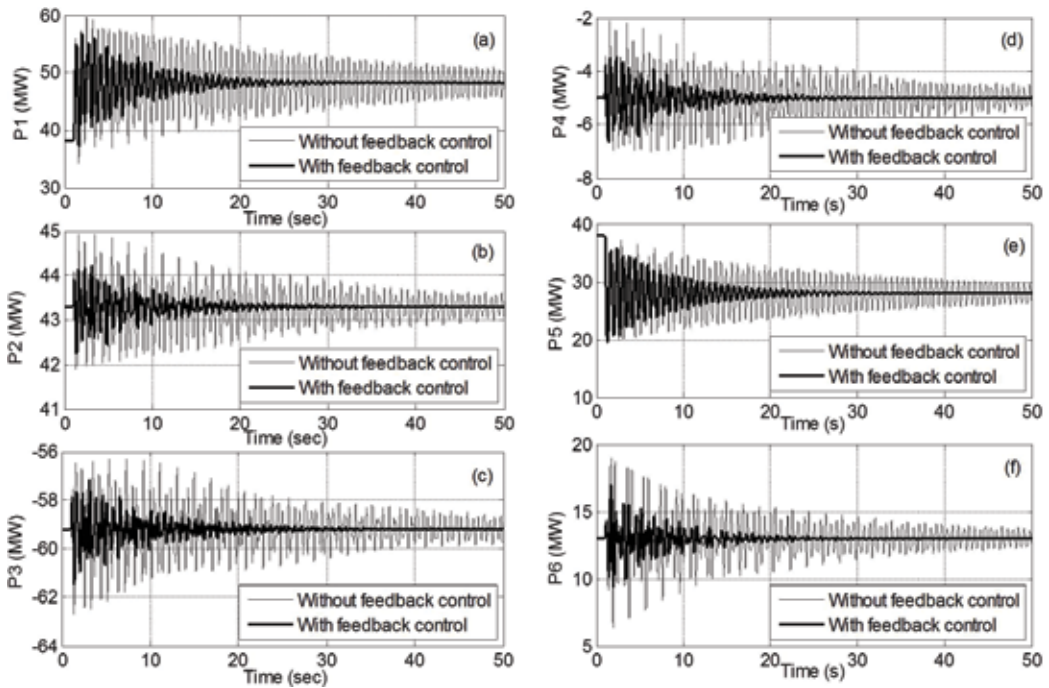 60
50
40
30
P1 (MW)
(a)
Without feedback control
With feedback control
0 10 20 30 40 50
Time (sec)
45
44
43
42
41
P2 (MW)
(b)
Without feedback control
With feedback control
0 10 20 30 40 50
Time (sec)
-56
-58
-60
-62
-64
P3 (MW)
(c)
Without feedback control
With feedback control
0 10 20 30 40 50
Time (sec)
-2
-4
-6
-8
P4 (MW)
(d)
Without feedback control
With feedback control
0 10 20 30 40 50
Time (s)
40
30
20
10
P5 (MW)
(e)
Without feedback control
With feedback control
0 10 20 30 40 50
Time (s)
20
15
10
5
P6 (MW)
(f)
Without feedback control
With feedback control
0 10 20 30 40 50
Time (s)